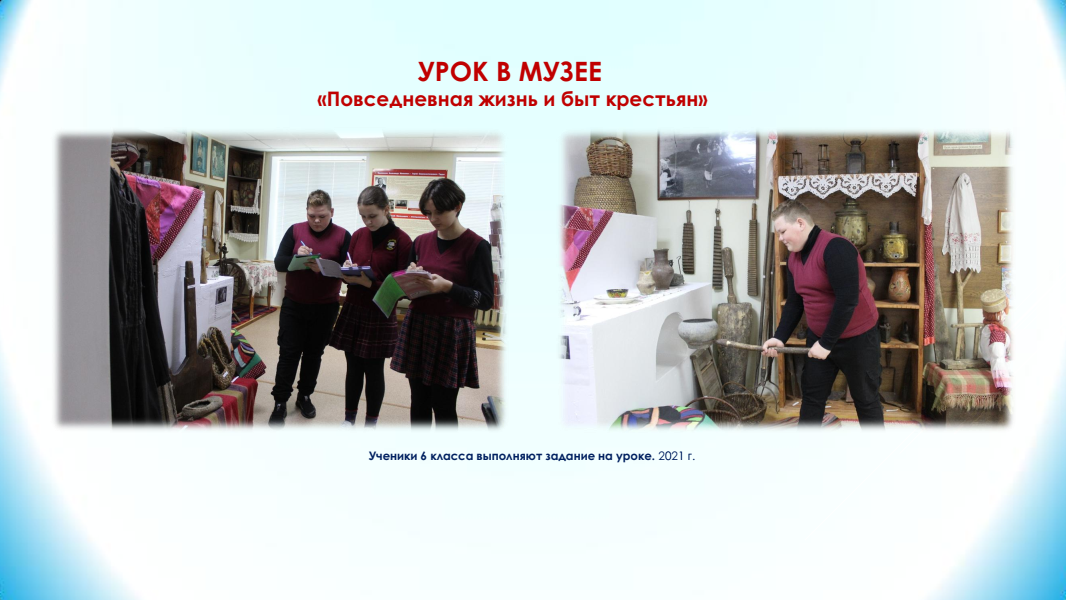 УРОК В МУЗЕЕ
«Повседневная жизнь и быт крестьян»
Ученики 6 класса выполняют задание на уроке. 2021 г.